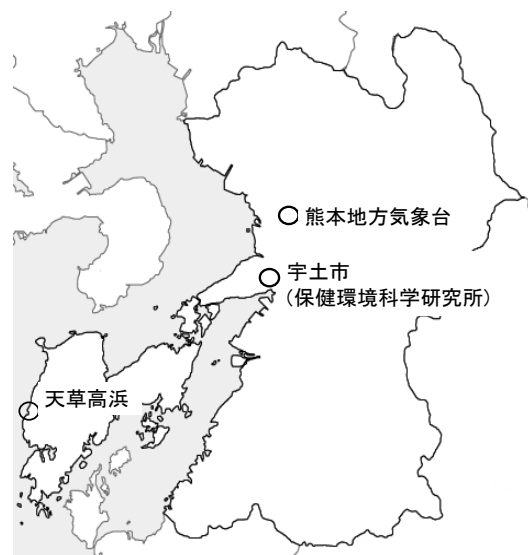 熊本地方気象台
宇土市
（保健環境科学研究所）
天草高浜